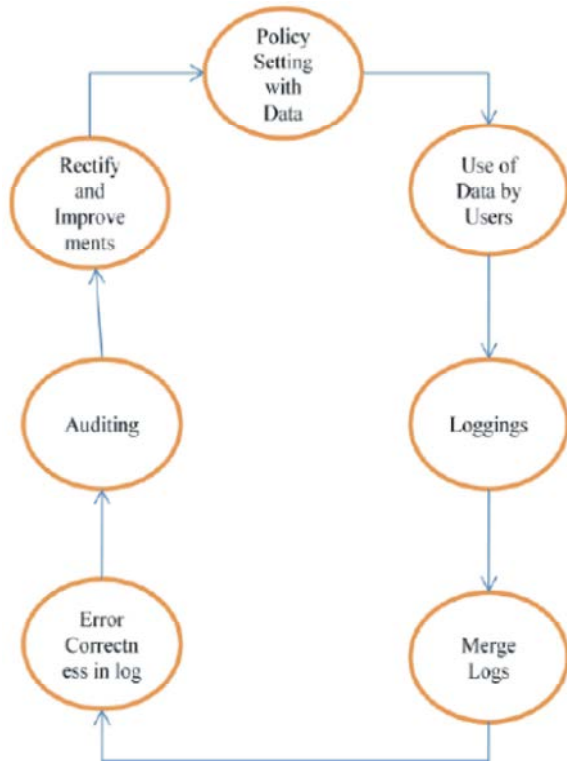 Policy
Setting
with
Data
Use of
Data by
Users
Loggings
Merge
Logs
Error
Correctn
ess in log
Auditing
Rectify
and
Improve
ments